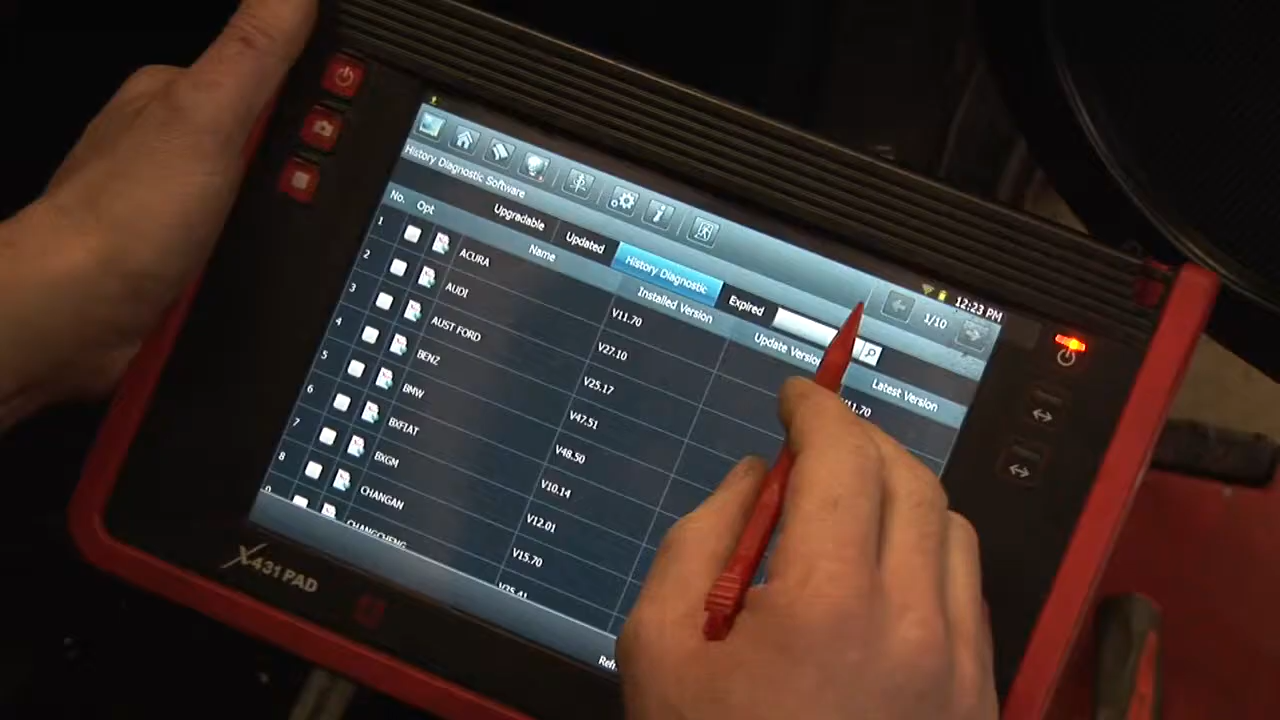 12:23 PM
History Diagnostic Software
1/10
Upgradable Updated History Diagnostic Expired
No. Opt Name Installed Version Update Version Latest Version
1 ACURA V11.70 V11.70
2 AUDI V27.10
3 AUST FORD V25.17
4 BENZ V47.51
5 BMW V48.50
6 BXFIAT V10.14
7 BXGM V12.01
8 CHANGAN V15.70
CHANGCHENG
X431 PAD